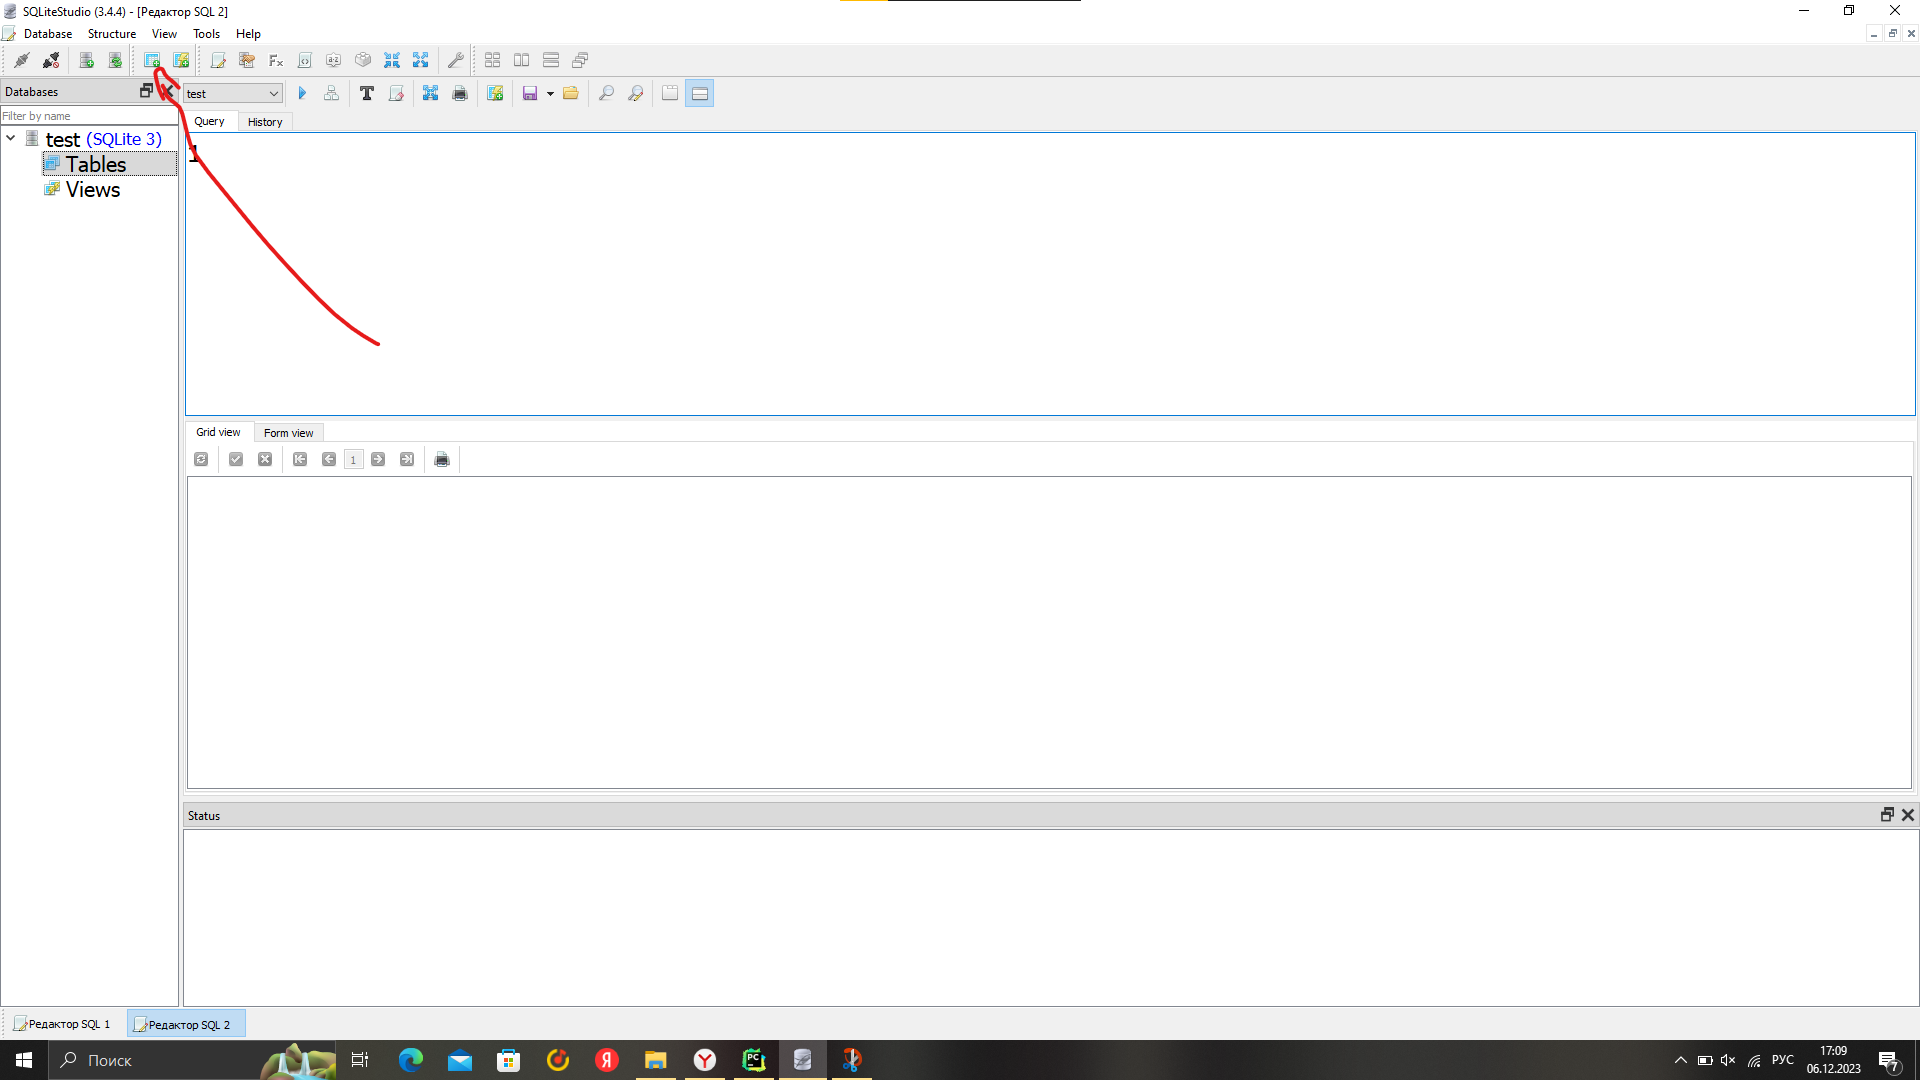 SQLiteStudio (3.4.4) - [Редактор SQL 2]
Database Structure View Tools Help
Databases
test
Filter by name
Query History
test (SQLite 3)
1
Tables
Views
Grid view Form view
1
Status
Редактор SQL 1 Редактор SQL 2
Поиск
РУС
17:09
06.12.2023
7